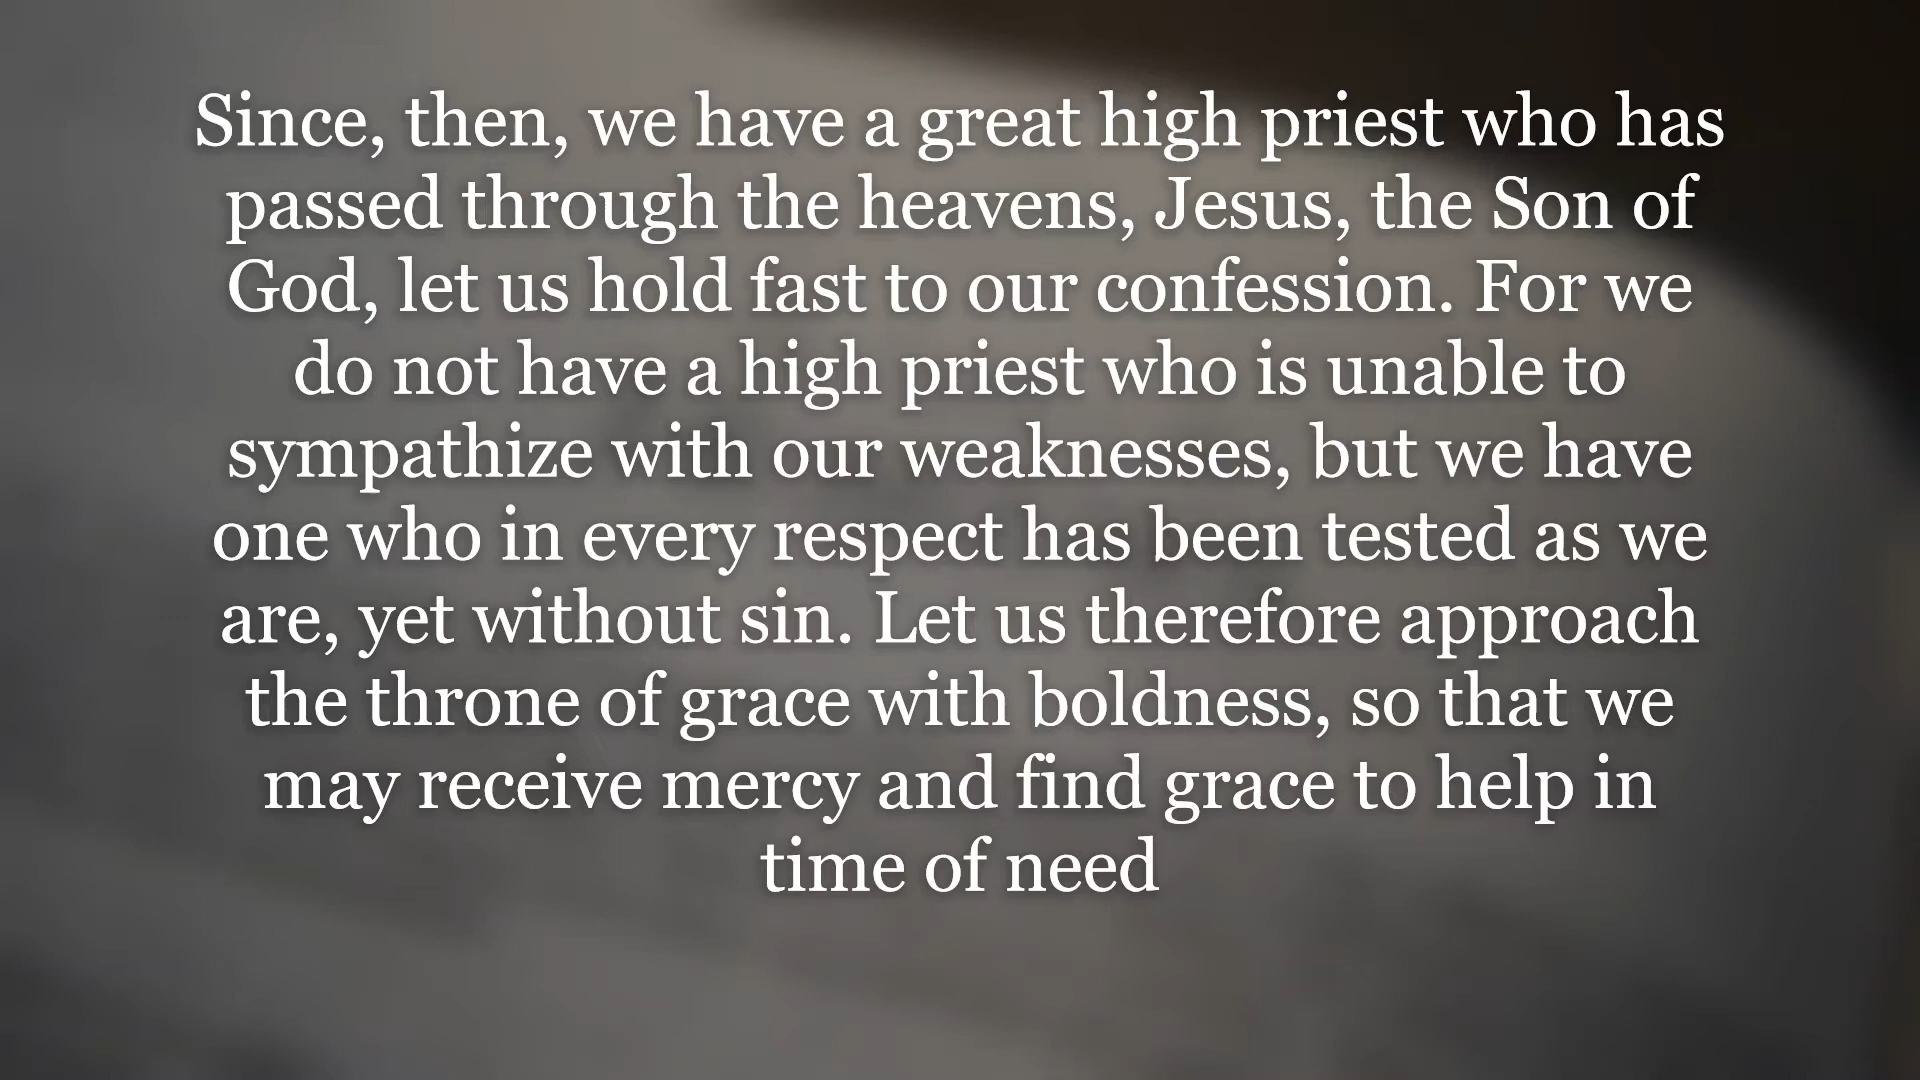 Since, then, we have a great high priest who has
passed through the heavens, Jesus, the Son of
God, let us hold fast to our confession. For we
do not have a high priest who is unable to
sympathize with our weaknesses, but we have
one who in every respect has been tested as we
are, yet without sin. Let us therefore approach
the throne of grace with boldness, so that we
may receive mercy and find grace to help in
time of need